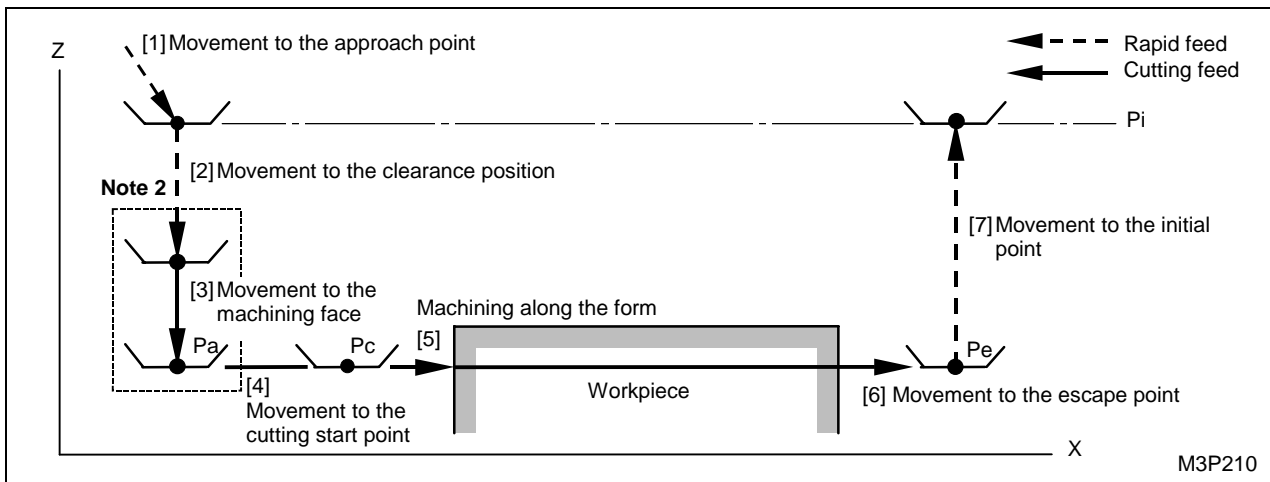 Z
[1] Movement to the approach point
Rapid feed
Cutting feed
Pi
[2] Movement to the clearance position
Note 2
[7] Movement to the initial
point
[3] Movement to the
machining face
Machining along the form
[5]
Pa
Pc
Pe
[4]
Movement to the
cutting start point
Workpiece
[6] Movement to the escape point
X
M3P210